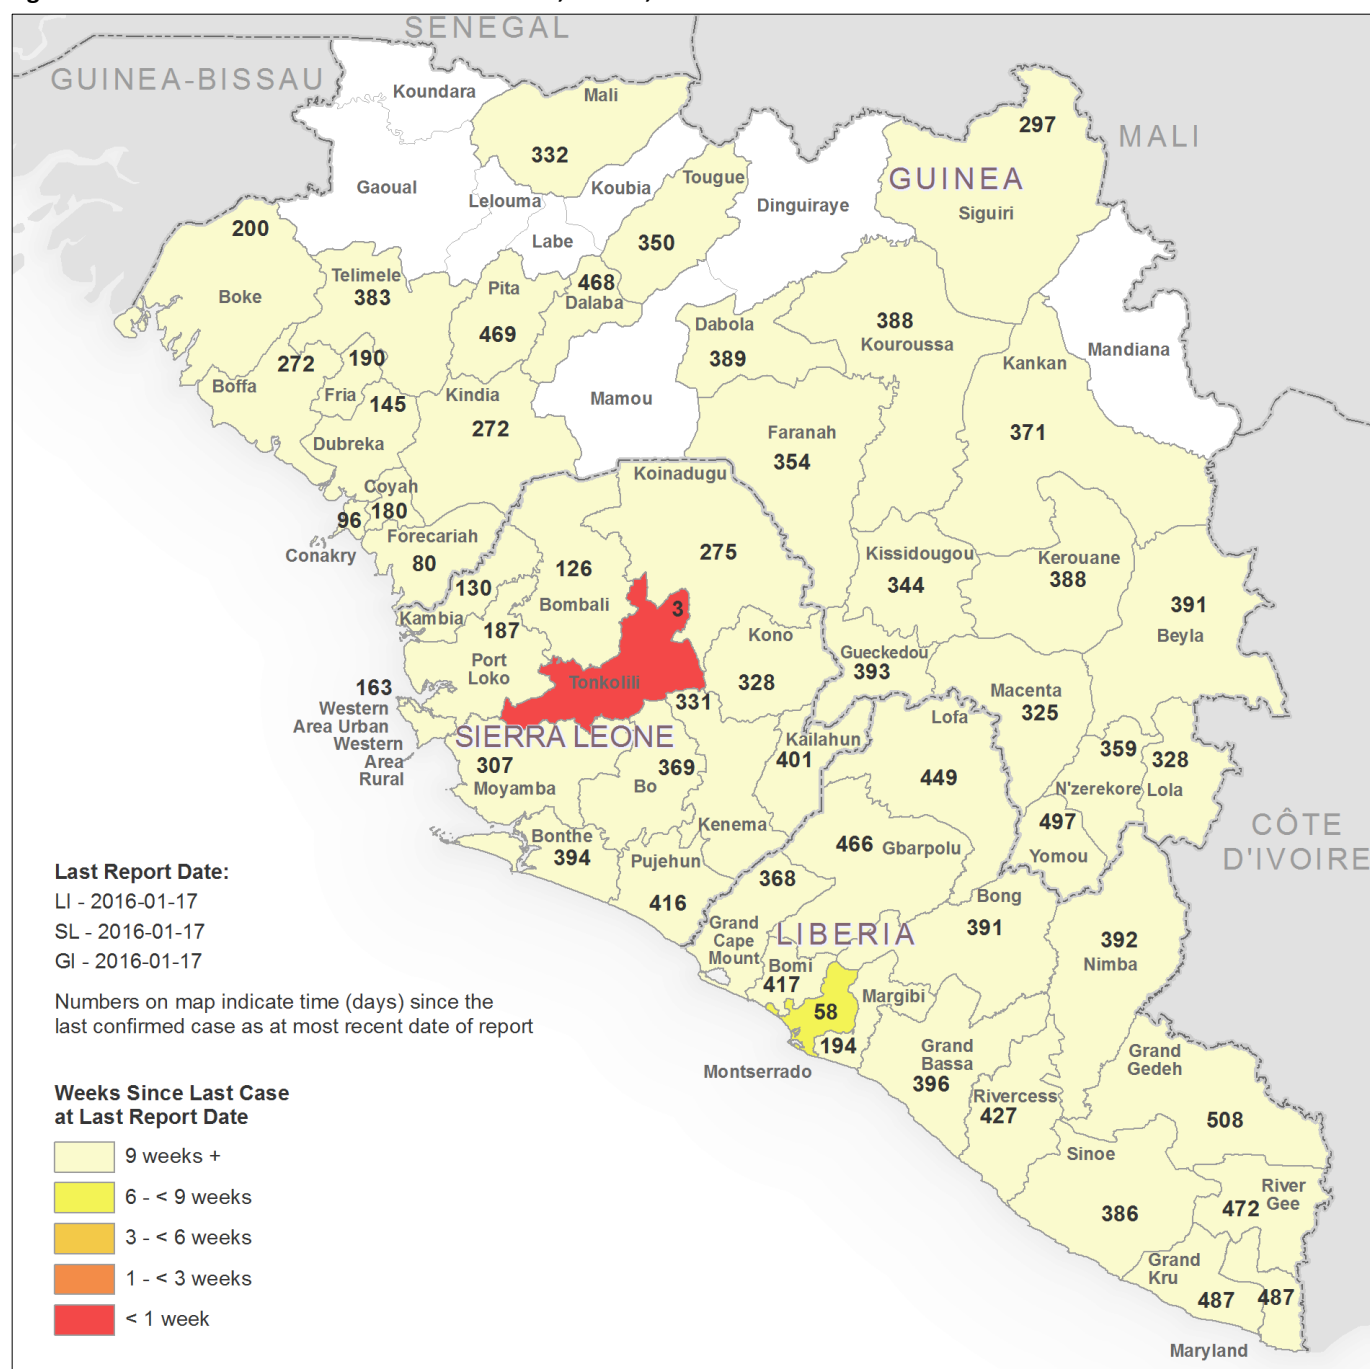 SENEGAL
GUINEA-BISSAU
Koundara
Mali
297
MALI
332
GUINEA
Gaoual
Koubia
Tougue
Lelouma
Dinguiraye
Siguiri
200
Labe
350
Telimele
383
Pita
468
Dalaba
Boke
469
Dabola
389
388
Kouroussa
Mandiana
Kankan
272
190
Boffa
Fria
145
Kindia
272
Mamou
Dubreka
Faranah
354
371
Koinadugu
Coyah
180
96
Conakry
Forecariah
80
275
Kissidougou
344
Kerouane
388
130
126
Bombali
391
Beyla
Kambia
187
3
Kono
328
Gueckedou
393
Port
Loko
Tonkolili
163
Western
Area Urban
Western
Area
Rural
331
Macenta
325
SIERRA LEONE
Lofa
Kailahun
401
359
328
307
Moyamba
369
Bo
449
N'zerekore
Lola
Kenema
497
Yomou
CÔTE
D'IVOIRE
Bonthe
394
Pujehun
416
466
Gbarpolu
368
Bong
391
Grand
Cape
Mount
LIBERIA
392
Nimba
Bomi
417
Margibi
58
194
Montserrado
Grand
Bassa
396
Grand
Gedeh
Rivercess
427
508
Sinoe
386
River
Gee
472
Grand
Kru
487
487
Maryland
Last Report Date:
LI - 2016-01-17
SL - 2016-01-17
GI - 2016-01-17
Numbers on map indicate time (days) since the
last confirmed case as at most recent date of report
Weeks Since Last Case
at Last Report Date
9 weeks +
6 - < 9 weeks
3 - < 6 weeks
1 - < 3 weeks
< 1 week